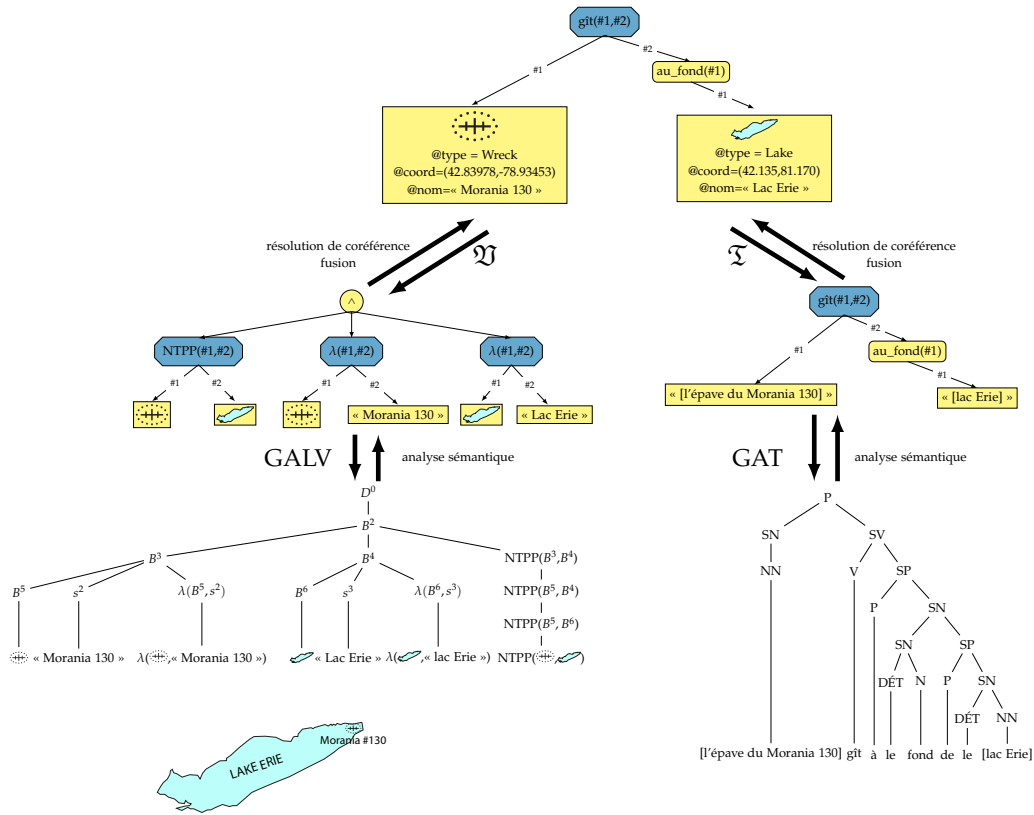 gît(#1,#2)
#1
#2
au_fond(#1)
#1
@type = Wreck
@coord=(42.83978,-78.93453)
@nom=« Morania 130 »
@type = Lake
@coord=(42.135,81.170)
@nom=« Lac Erie »
résolution de coréférence
fusion
𝔙
𝔗
résolution de coréférence
fusion
∧
NTPP(#1,#2)
λ(#1,#2)
λ(#1,#2)
#1
#2
#1
#2
#1
#2
« Morania 130 »
« Lac Erie »
gît(#1,#2)
#1
#2
au_fond(#1)
#1
« [l'épave du Morania 130] »
« [lac Erie] »
GALV
analyse sémantique
GAT
analyse sémantique
D⁰
B²
B³
B⁴
NTPP(B³,B⁴)
B⁵
s²
λ(B⁵,s²)
B⁶
s³
λ(B⁶,s³)
NTPP(B⁵,B⁴)
NTPP(B⁵,B⁶)
« Morania 130 »
λ( ,« Morania 130 »)
« Lac Erie »
λ( ,« lac Erie »)
NTPP( , )
P
SN
SV
NN
V
SP
P
SN
SN
SP
DÉT
N
P
SN
DÉT
NN
[l'épave du Morania 130] gît à le fond de le [lac Erie]
Morania #130
LAKE ERIE